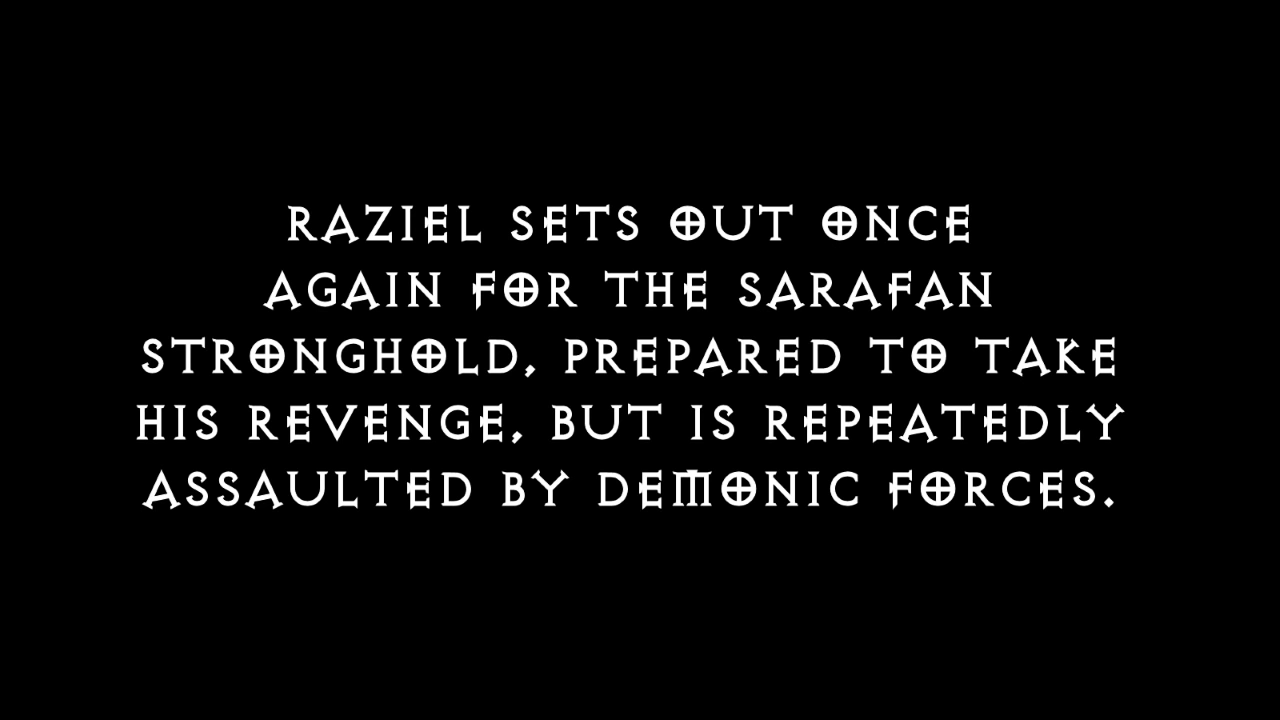 RAZIEL SETS OUT ONCE
AGAIN FOR THE SARAFAN
STRONGHOLD, PREPARED TO TAKE
HIS REVENGE, BUT IS REPEATEDLY
ASSAULTED BY DEMONIC FORCES.